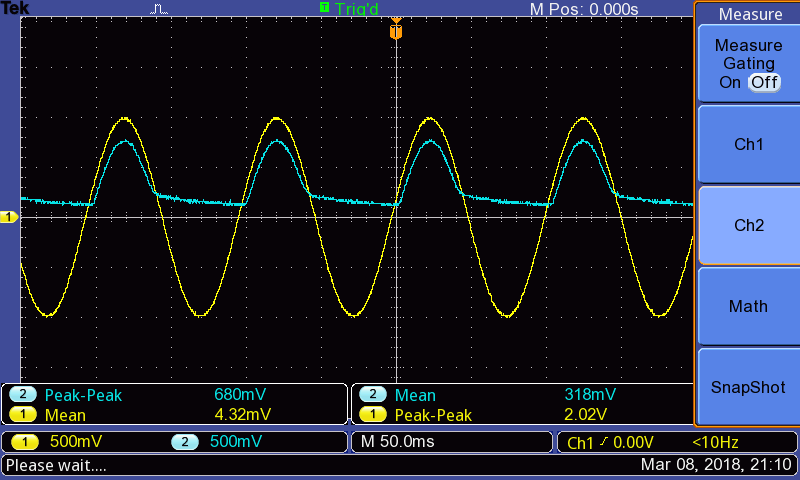 Tek
T Trig'd
M Pos: 0.000s
T
1
Measure
Measure
Gating
On Off
Ch1
Ch2
Math
SnapShot
2 Peak-Peak 680mV
1 Mean 4.32mV
2 Mean 318mV
1 Peak-Peak 2.02V
1 500mV 2 500mV
M 50.0ms
Ch1 0.00V <10Hz
Please wait....
Mar 08, 2018, 21:10